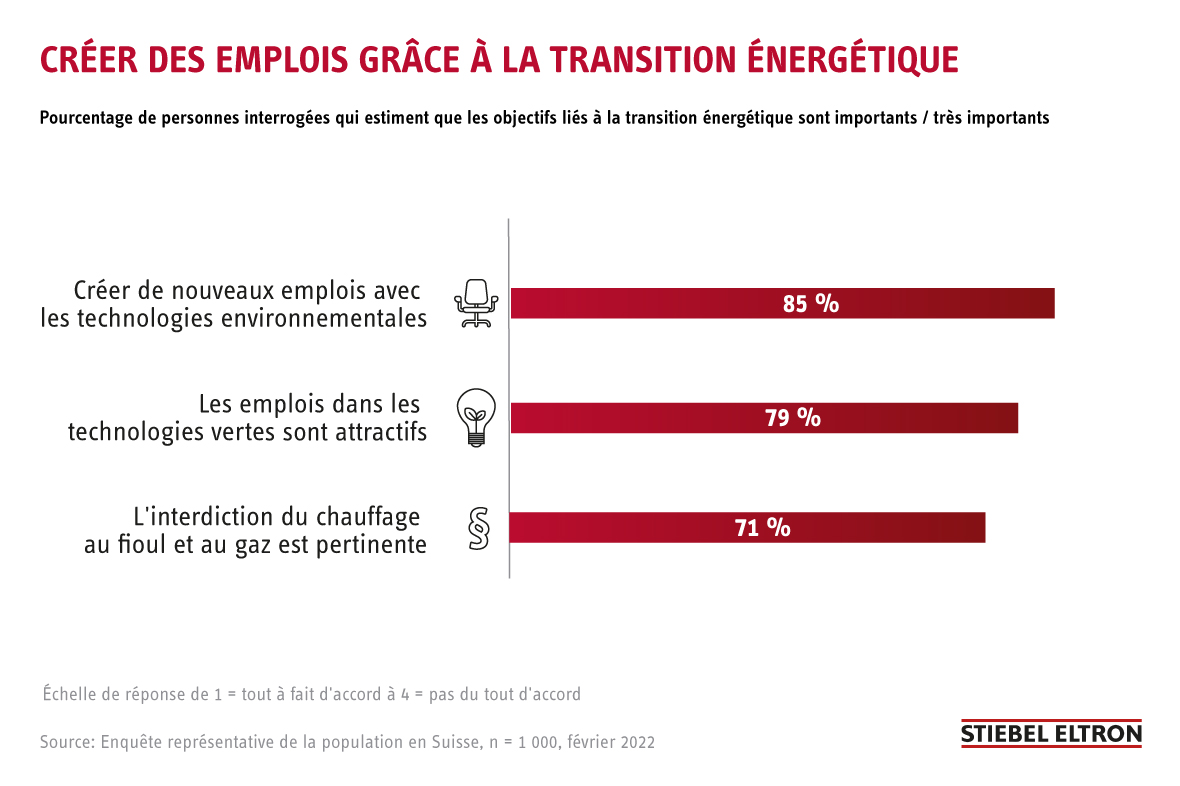 CRÉER DES EMPLOIS GRÂCE À LA TRANSITION ÉNERGÉTIQUE
Pourcentage de personnes interrogées qui estiment que les objectifs liés à la transition énergétique sont importants / très importants
Créer de nouveaux emplois avec
les technologies environnementales
85 %
Les emplois dans les
technologies vertes sont attractifs
79 %
L'interdiction du chauffage
au fioul et au gaz est pertinente
§
71 %
Échelle de réponse de 1 = tout à fait d'accord à 4 = pas du tout d'accord
Source: Enquête représentative de la population en Suisse, n = 1 000, février 2022
STIEBEL ELTRON